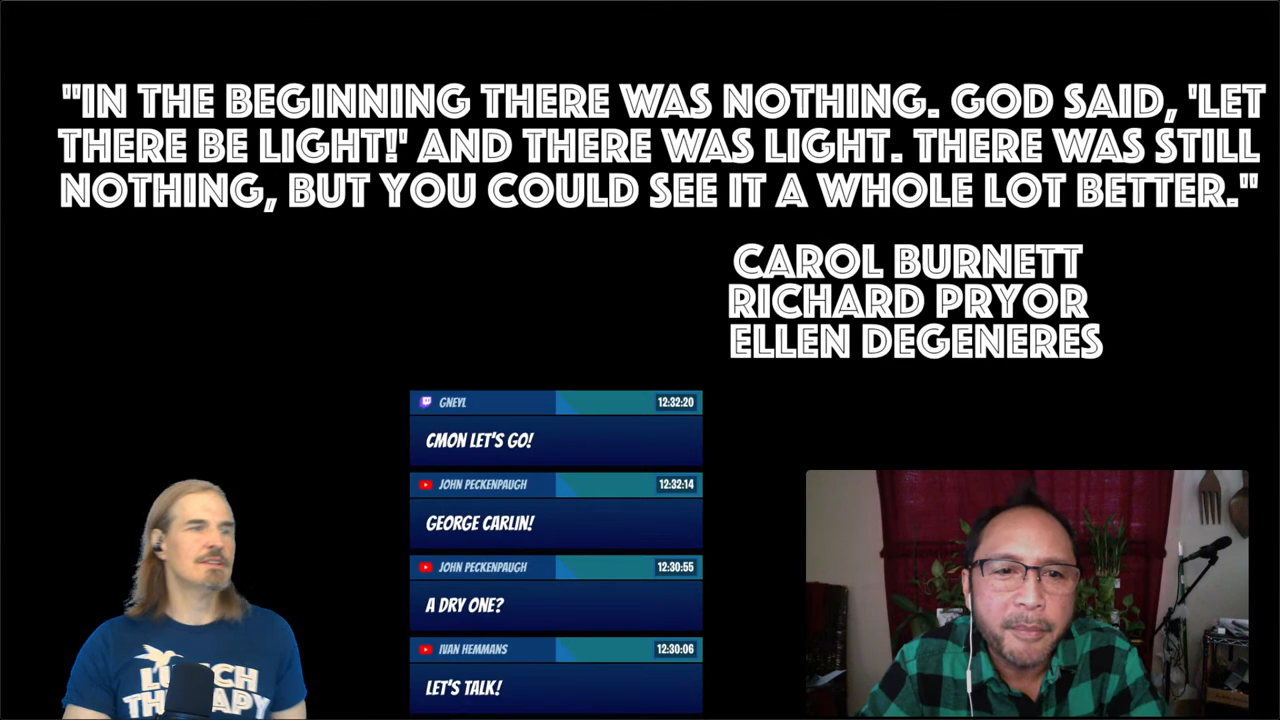 "IN THE BEGINNING THERE WAS NOTHING. GOD SAID, 'LET
THERE BE LIGHT!' AND THERE WAS LIGHT. THERE WAS STILL
NOTHING, BUT YOU COULD SEE IT A WHOLE LOT BETTER."
CAROL BURNETT
RICHARD PRYOR
ELLEN DEGENERES
GNEYL 12:32:20
CMON LET'S GO!
JOHN PECKENPAUGH 12:32:14
GEORGE CARLIN!
JOHN PECKENPAUGH 12:30:55
A DRY ONE?
IVAN HEMMANS 12:30:06
LET'S TALK!